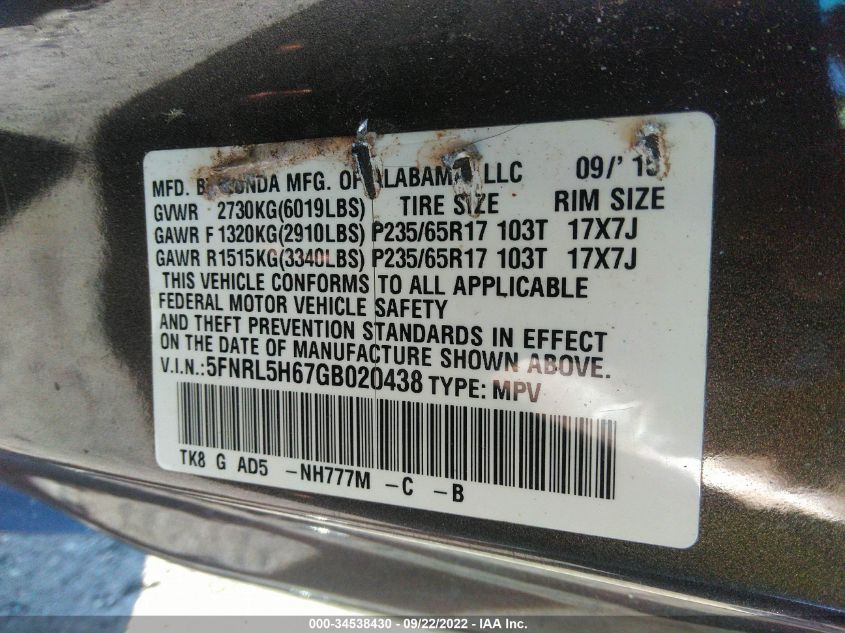 MFD. BY HONDA MFG. OF ALABAMA, LLC 09/'15
GVWR 2730KG(6019LBS) TIRE SIZE RIM SIZE
GAWR F 1320KG(2910LBS) P235/65R17 103T 17X7J
GAWR R 1515KG(3340LBS) P235/65R17 103T 17X7J
THIS VEHICLE CONFORMS TO ALL APPLICABLE
FEDERAL MOTOR VEHICLE SAFETY
AND THEFT PREVENTION STANDARDS IN EFFECT
ON THE DATE OF MANUFACTURE SHOWN ABOVE.
V.I.N.:5FNRL5H67GB020438 TYPE: MPV
TK8 G AD5 -NH777M -C -B
000-34538430 - 09/22/2022 - IAA Inc.